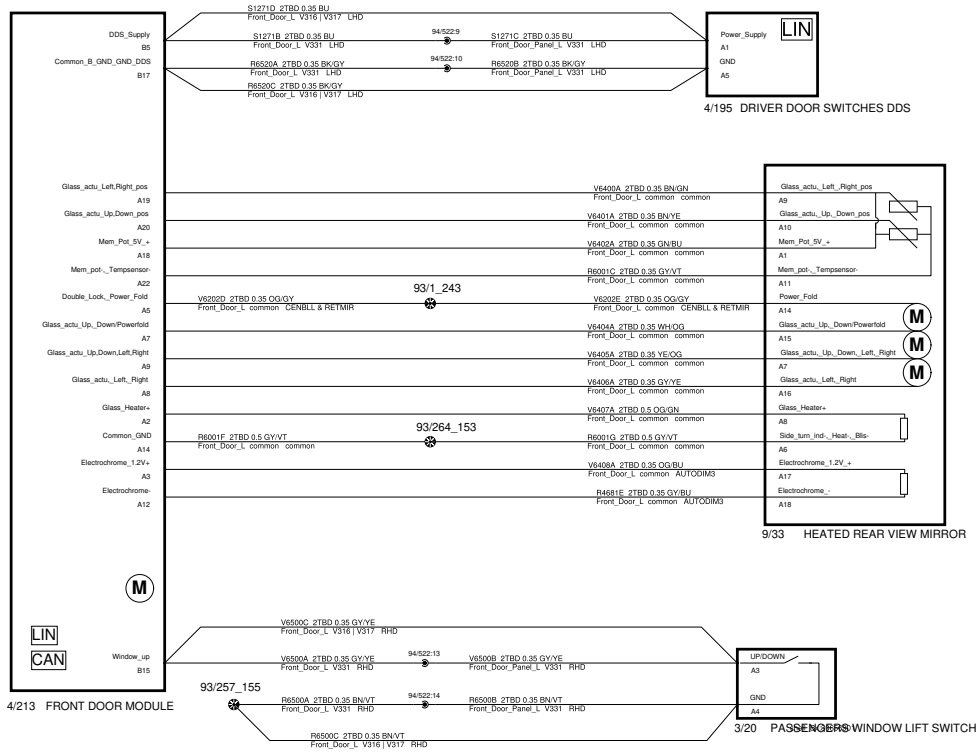 S1271D 2TBD 0.35 BU
Front_Door_L V316 | V317 LHD
DDS_Supply
B5
S1271B 2TBD 0.35 BU
Front_Door_L V331 LHD
94/522:9
S1271C 2TBD 0.35 BU
Front_Door_Panel_L V331 LHD
Power_Supply
A1
LIN
Common_B_GND_GND_DDS
B17
R6520A 2TBD 0.35 BK/GY
Front_Door_L V331 LHD
94/522:10
R6520B 2TBD 0.35 BK/GY
Front_Door_Panel_L V331 LHD
GND
A5
R6520C 2TBD 0.35 BK/GY
Front_Door_L V316 | V317 LHD
4/195 DRIVER DOOR SWITCHES DDS
Glass_actu_Left,Right_pos
A19
V6400A 2TBD 0.35 BN/GN
Front_Door_L common common
Glass_actu,_Left_,Right_pos
A9
Glass_actu_Up,Down_pos
A20
V6401A 2TBD 0.35 BN/YE
Front_Door_L common common
Glass_actu,_Up,_Down_pos
A10
Mem_Pot_5V_+
A18
V6402A 2TBD 0.35 GN/BU
Front_Door_L common common
Mem_Pot_5V_+
A1
Mem_pot-,_Tempsensor-
A22
R6001C 2TBD 0.35 GY/VT
Front_Door_L common common
Mem_pot-,_Tempsensor-
A11
Double_Lock,_Power_Fold
A5
V6202D 2TBD 0.35 OG/GY
Front_Door_L common CENBLL & RETMIR
93/1_243
V6202E 2TBD 0.35 OG/GY
Front_Door_L common CENBLL & RETMIR
Power_Fold
A14
M
Glass_actu_Up,_Down/Powerfold
A7
V6404A 2TBD 0.35 WH/OG
Front_Door_L common common
Glass_actu_Up,_Down/Powerfold
A15
M
Glass_actu_Up,Down,Left,Right
A9
V6405A 2TBD 0.35 YE/OG
Front_Door_L common common
Glass_actu,_Up,_Down,_Left,_Right
A7
M
Glass_actu,_Left,_Right
A8
V6406A 2TBD 0.35 GY/YE
Front_Door_L common common
Glass_actu,_Left,_Right
A16
Glass_Heater+
A2
V6407A 2TBD 0.5 OG/GN
Front_Door_L common common
Glass_Heater+
A8
Common_GND
A14
R6001F 2TBD 0.5 GY/VT
Front_Door_L common common
93/264_153
R6001G 2TBD 0.5 GY/VT
Front_Door_L common common
Side_turn_ind-,_Heat-,_Blis-
A6
Electrochrome_1.2V+
A3
V6408A 2TBD 0.35 OG/BU
Front_Door_L common AUTODIM3
Electrochrome_1.2V_+
A17
Electrochrome-
A12
R4681E 2TBD 0.35 GY/BU
Front_Door_L common AUTODIM3
Electrochrome_-
A18
9/33 HEATED REAR VIEW MIRROR
M
LIN
CAN
V6500C 2TBD 0.35 GY/YE
Front_Door_L V316 | V317 RHD
Window_up
B15
V6500A 2TBD 0.35 GY/YE
Front_Door_L V331 RHD
94/522:13
V6500B 2TBD 0.35 GY/YE
Front_Door_Panel_L V331 RHD
UP/DOWN
A3
4/213 FRONT DOOR MODULE
93/257_155
R6500A 2TBD 0.35 BN/VT
Front_Door_L V331 RHD
94/522:14
R6500B 2TBD 0.35 BN/VT
Front_Door_Panel_L V331 RHD
GND
A4
R6500C 2TBD 0.35 BN/VT
Front_Door_L V316 | V317 RHD
3/20 PASSENGERS WINDOW LIFT SWITCH